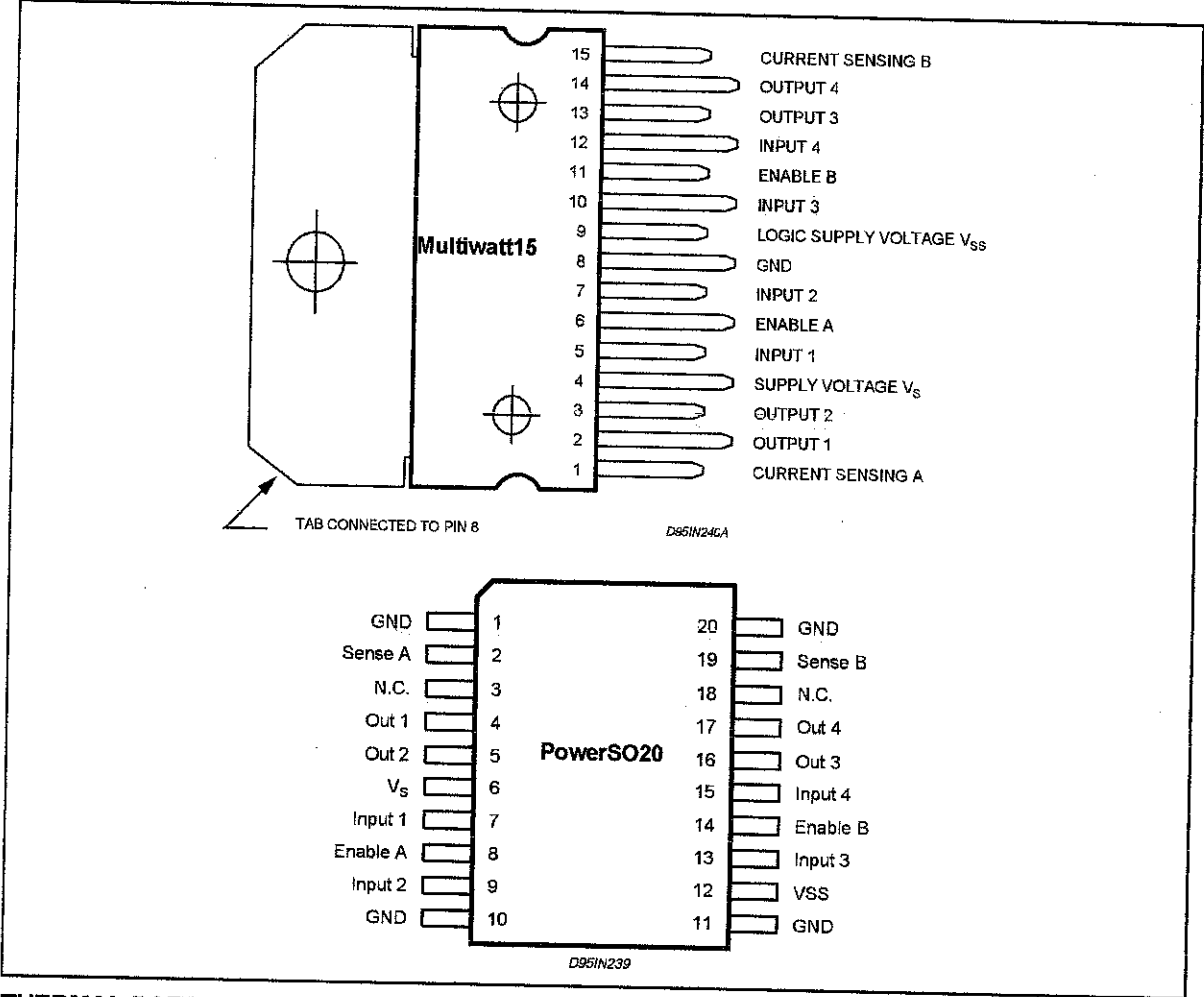 15 CURRENT SENSING B
14 OUTPUT 4
13 OUTPUT 3
12 INPUT 4
11 ENABLE B
10 INPUT 3
Multiwatt15
9 LOGIC SUPPLY VOLTAGE VSS
8 GND
7 INPUT 2
6 ENABLE A
5 INPUT 1
4 SUPPLY VOLTAGE VS
3 OUTPUT 2
2 OUTPUT 1
1 CURRENT SENSING A
TAB CONNECTED TO PIN 8
D95IN240A
GND 1 20 GND
Sense A 2 19 Sense B
N.C. 3 18 N.C.
Out 1 4 17 Out 4
Out 2 5 PowerSO20 16 Out 3
VS 6 15 Input 4
Input 1 7 14 Enable B
Enable A 8 13 Input 3
Input 2 9 12 VSS
GND 10 11 GND
D95IN239